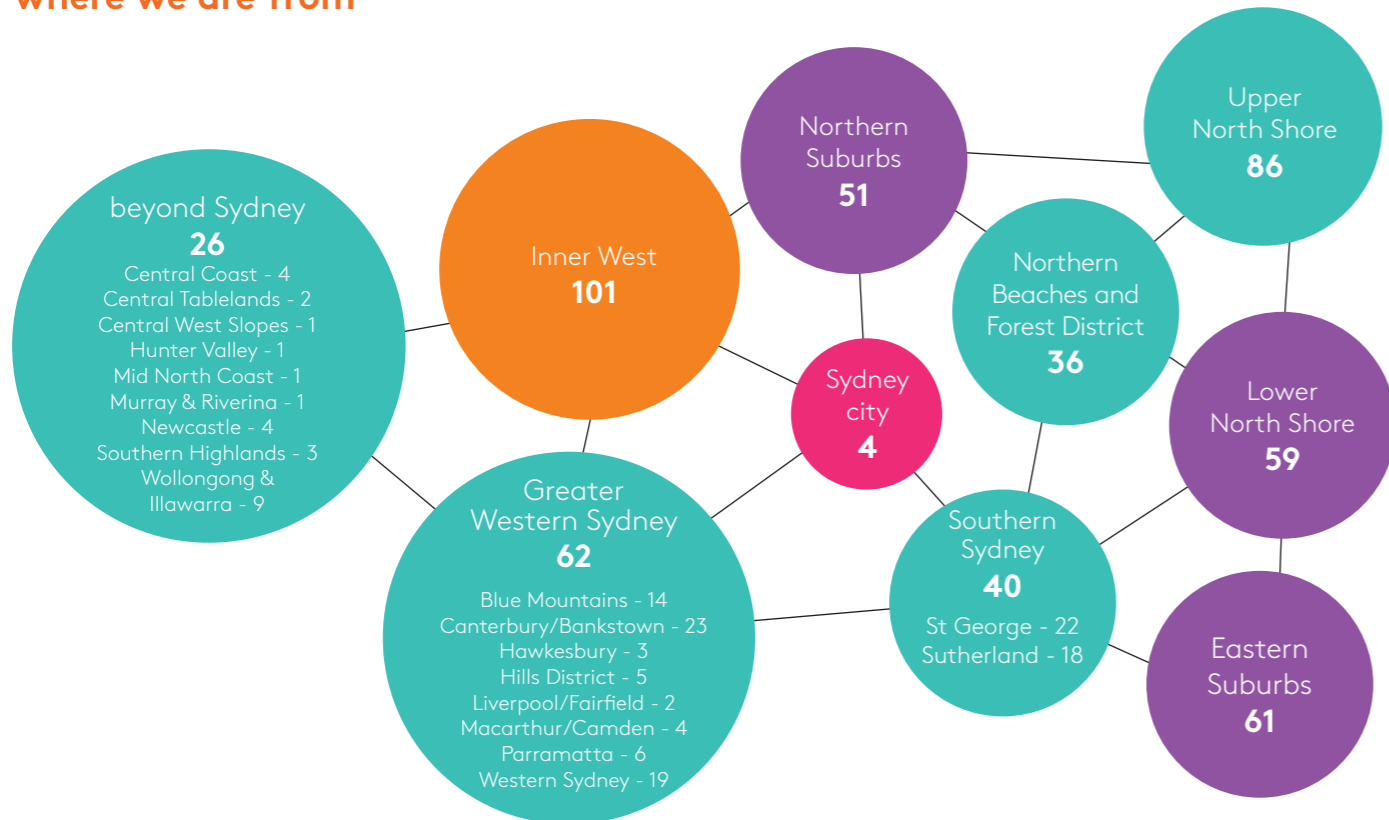 where we are from
beyond Sydney
26
Central Coast - 4
Central Tablelands - 2
Central West Slopes - 1
Hunter Valley - 1
Mid North Coast - 1
Murray & Riverina - 1
Newcastle - 4
Southern Highlands - 3
Wollongong &
Illawarra - 9
Inner West
101
Northern
Suburbs
51
Upper
North Shore
86
Northern
Beaches and
Forest District
36
Sydney
city
4
Lower
North Shore
59
Greater
Western Sydney
62
Blue Mountains - 14
Canterbury/Bankstown - 23
Hawkesbury - 3
Hills District - 5
Liverpool/Fairfield - 2
Macarthur/Camden - 4
Parramatta - 6
Western Sydney - 19
Southern
Sydney
40
St George - 22
Sutherland - 18
Eastern
Suburbs
61